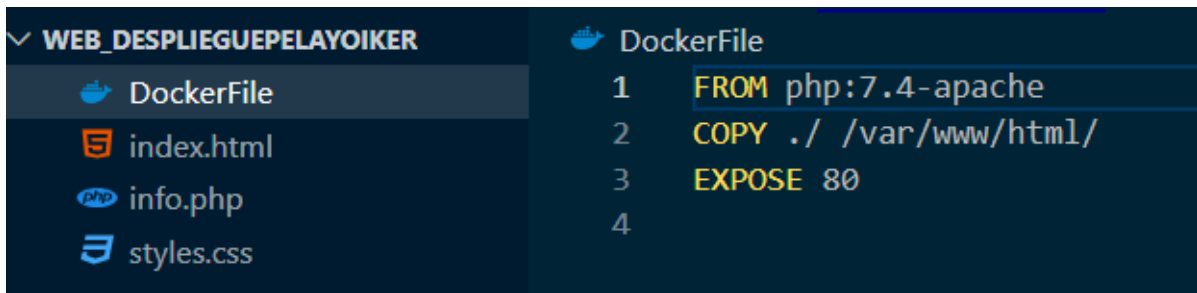 WEB_DESPLIEGUEPELAYOIKER
DockerFile
index.html
info.php
styles.css
DockerFile
1 FROM php:7.4-apache
2 COPY ./ /var/www/html/
3 EXPOSE 80
4